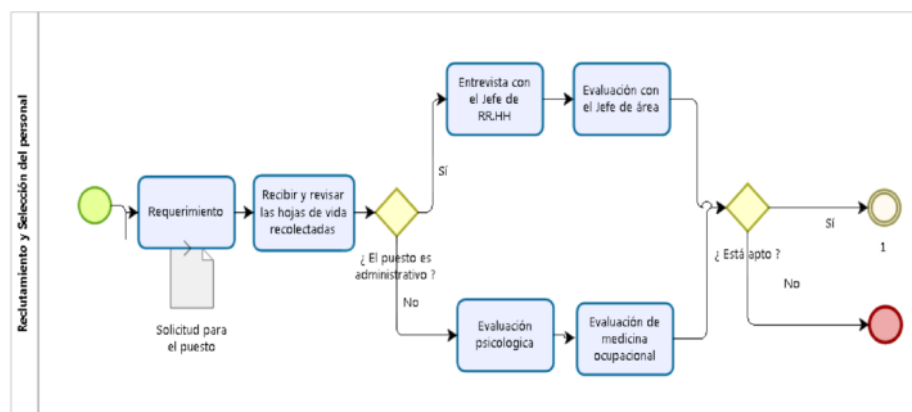 Reclutamiento y Selección del personal
Requerimiento
Solicitud para
el puesto
Recibir y revisar
las hojas de vida
recolectadas
¿ El puesto es
administrativo ?
Sí
Entrevista con
el Jefe de
RR.HH
Evaluación con
el Jefe de área
No
Evaluación
psicologica
Evaluación de
medicina
ocupacional
¿ Está apto ?
Sí
1
No